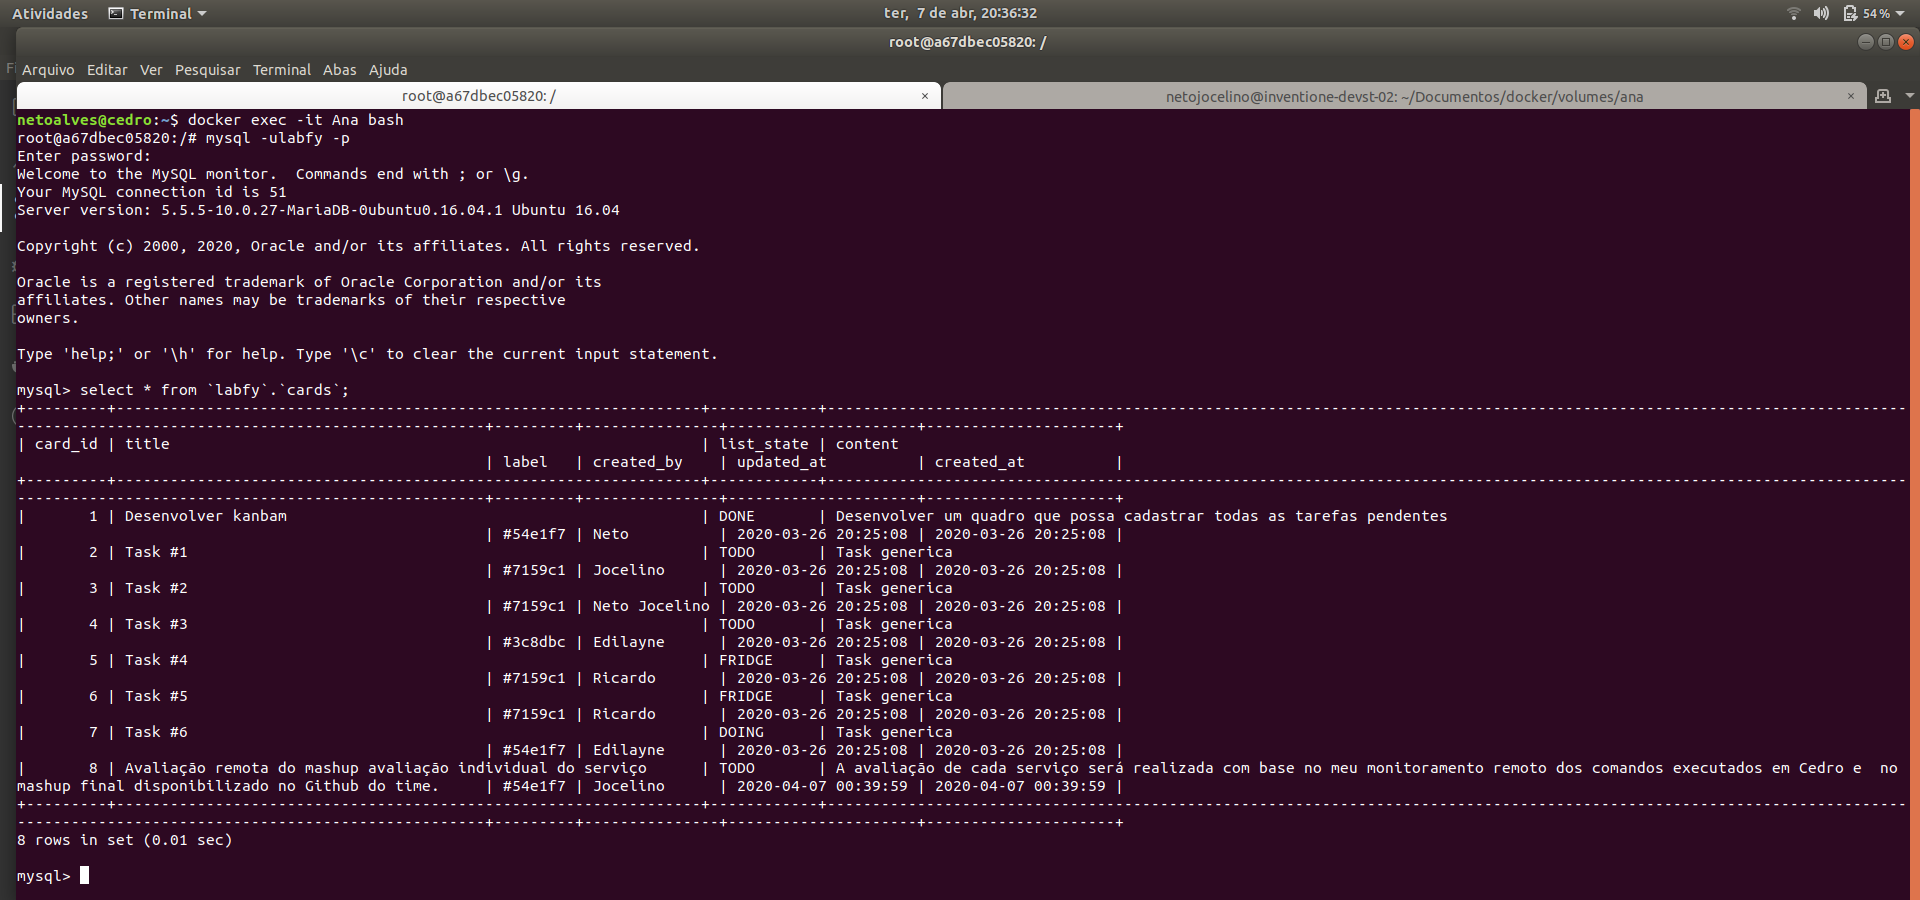 Atividades Terminal ter, 7 de abr, 20:36:32 54 %
root@a67dbec05820: /
Arquivo Editar Ver Pesquisar Terminal Abas Ajuda
root@a67dbec05820: / × netojocelino@inventione-devst-02: ~/Documentos/docker/volumes/ana ×
netoalves@cedro:~$ docker exec -it Ana bash
root@a67dbec05820:/# mysql -ulabfy -p
Enter password:
Welcome to the MySQL monitor.  Commands end with ; or \g.
Your MySQL connection id is 51
Server version: 5.5.5-10.0.27-MariaDB-0ubuntu0.16.04.1 Ubuntu 16.04
Copyright (c) 2000, 2020, Oracle and/or its affiliates. All rights reserved.
Oracle is a registered trademark of Oracle Corporation and/or its
affiliates. Other names may be trademarks of their respective
owners.
Type 'help;' or '\h' for help. Type '\c' to clear the current input statement.
mysql> select * from `labfy`.`cards`;
| card_id | title | list_state | content
| label | created_by | updated_at | created_at |
| 1 | Desenvolver kanbam | DONE | Desenvolver um quadro que possa cadastrar todas as tarefas pendentes
| #54e1f7 | Neto | 2020-03-26 20:25:08 | 2020-03-26 20:25:08 |
| 2 | Task #1 | TODO | Task generica
| #7159c1 | Jocelino | 2020-03-26 20:25:08 | 2020-03-26 20:25:08 |
| 3 | Task #2 | TODO | Task generica
| #7159c1 | Neto Jocelino | 2020-03-26 20:25:08 | 2020-03-26 20:25:08 |
| 4 | Task #3 | TODO | Task generica
| #3c8dbc | Edilayne | 2020-03-26 20:25:08 | 2020-03-26 20:25:08 |
| 5 | Task #4 | FRIDGE | Task generica
| #7159c1 | Ricardo | 2020-03-26 20:25:08 | 2020-03-26 20:25:08 |
| 6 | Task #5 | FRIDGE | Task generica
| #7159c1 | Ricardo | 2020-03-26 20:25:08 | 2020-03-26 20:25:08 |
| 7 | Task #6 | DOING | Task generica
| #54e1f7 | Edilayne | 2020-03-26 20:25:08 | 2020-03-26 20:25:08 |
| 8 | Avaliação remota do mashup avaliação individual do serviço | TODO | A avaliação de cada serviço será realizada com base no meu monitoramento remoto dos comandos executados em Cedro e  no
mashup final disponibilizado no Github do time. | #54e1f7 | Jocelino | 2020-04-07 00:39:59 | 2020-04-07 00:39:59 |
8 rows in set (0.01 sec)
mysql>